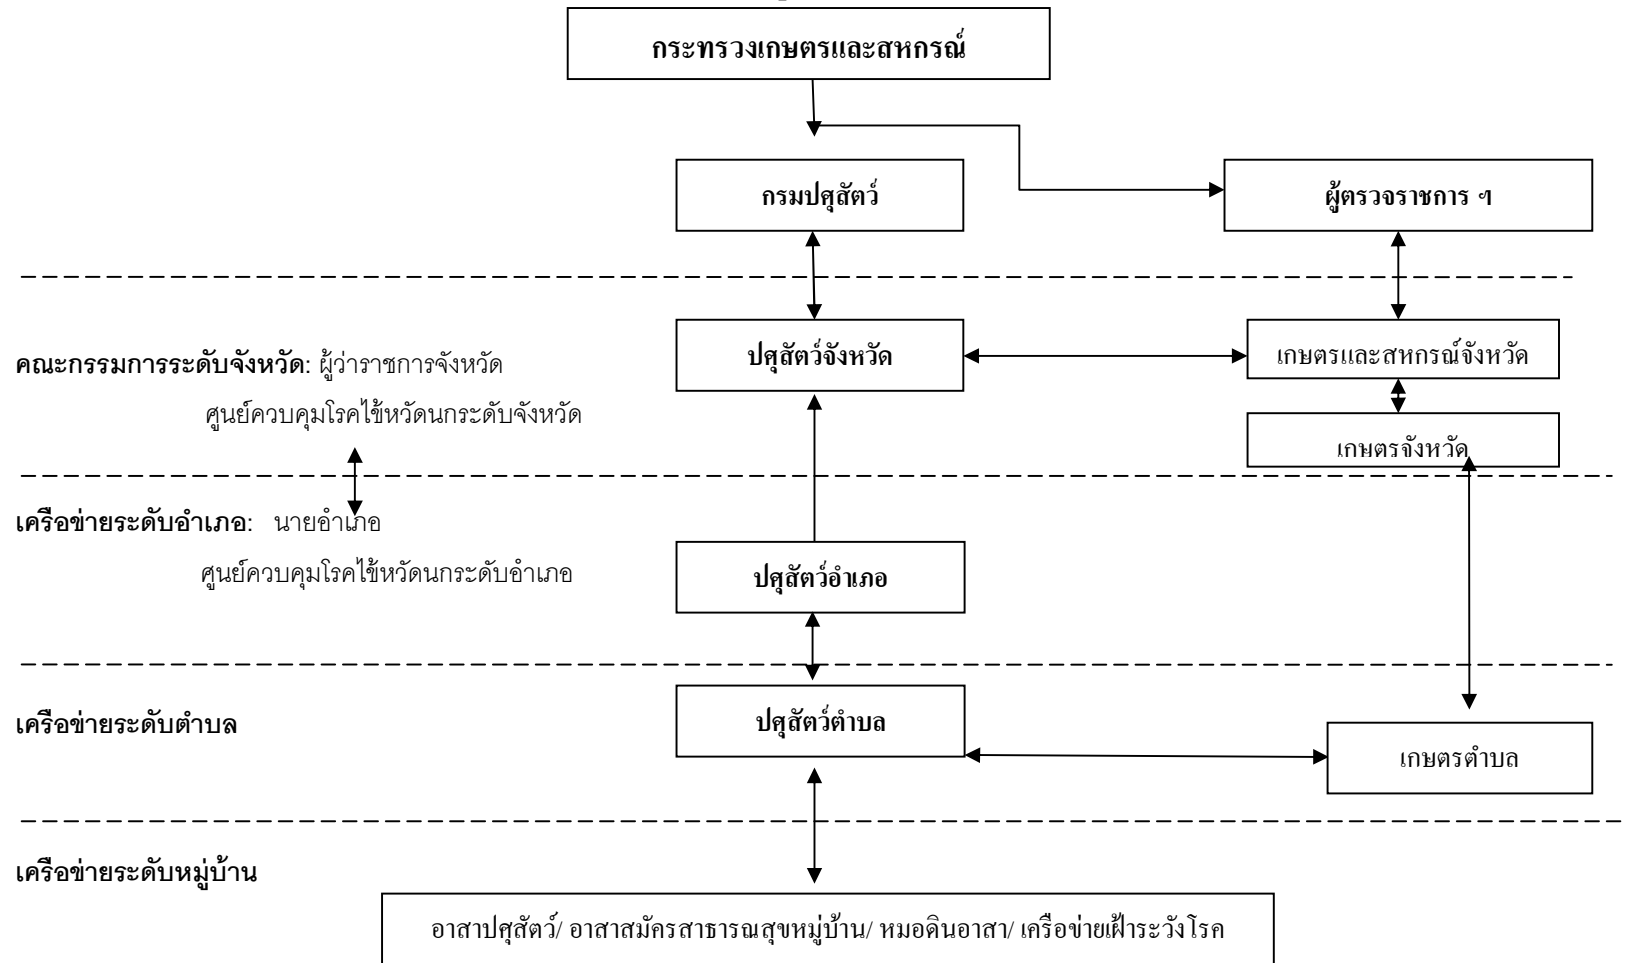 กระทรวงเกษตรและสหกรณ์
กรมปศุสัตว์
ผู้ตรวจราชการ ฯ
ปศุสัตว์จังหวัด
เกษตรและสหกรณ์จังหวัด
คณะกรรมการระดับจังหวัด: ผู้ว่าราชการจังหวัด
ศูนย์ควบคุมโรคไข้หวัดนกระดับจังหวัด
เกษตรจังหวัด
เครือข่ายระดับอำเภอ: นายอำเภอ
ศูนย์ควบคุมโรคไข้หวัดนกระดับอำเภอ
ปศุสัตว์อำเภอ
เครือข่ายระดับตำบล
ปศุสัตว์ตำบล
เกษตรตำบล
เครือข่ายระดับหมู่บ้าน
อาสาปศุสัตว์/ อาสาสมัครสาธารณสุขหมู่บ้าน/ หมอดินอาสา/ เครือข่ายเฝ้าระวังโรค